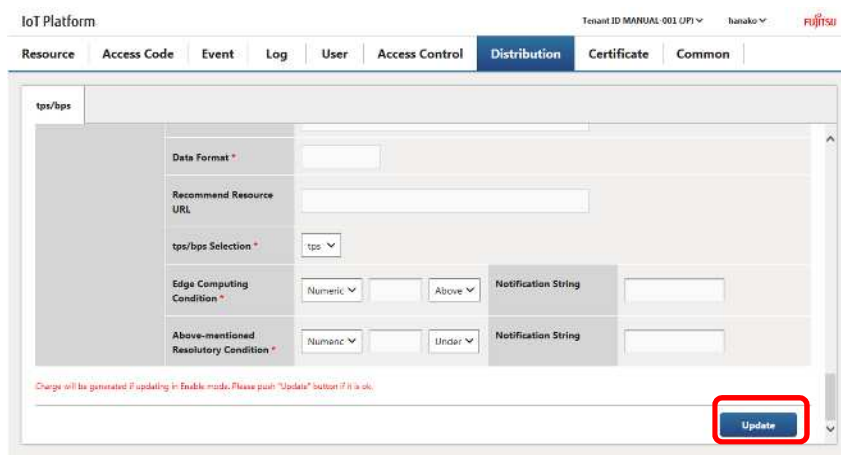 IoT Platform
Tenant ID MANUAL-001 (JP) hanako FUJITSU
Resource Access Code Event Log User Access Control Distribution Certificate Common
tps/bps
Data Format *
Recommend Resource
URL
tps/bps Selection * tps
Edge Computing
Condition * Numeric Above Notification String
Above-mentioned
Resolutory Condition * Numeric Under Notification String
Charge will be generated if updating in Enable mode. Please push "Update" button if it is ok.
Update